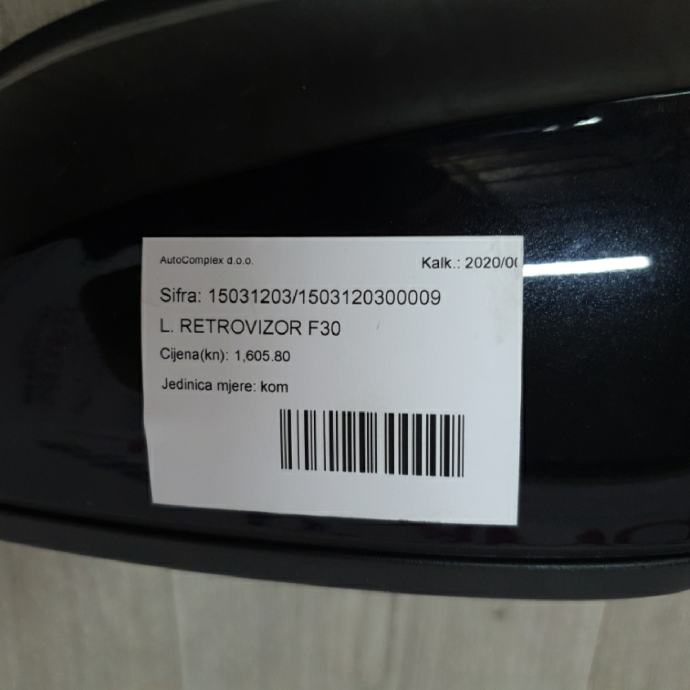 AutoComplex d.o.o.
Kalk.: 2020/0
Sifra: 15031203/1503120300009
L. RETROVIZOR F30
Cijena(kn): 1,605.80
Jedinica mjere: kom